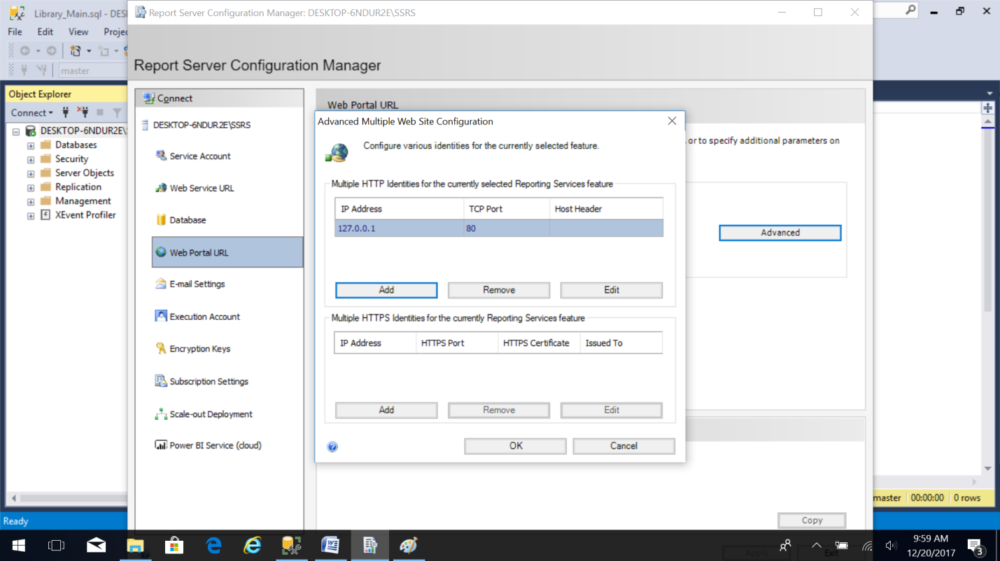 Library_Main.sql - DES
Report Server Configuration Manager: DESKTOP-6NDUR2E\SSRS
File Edit View Projec
master
Report Server Configuration Manager
Object Explorer
Connect
DESKTOP-6NDUR2E\
Databases
Security
Server Objects
Replication
Management
XEvent Profiler
Connect
DESKTOP-6NDUR2E\SSRS
Service Account
Web Service URL
Database
Web Portal URL
E-mail Settings
Execution Account
Encryption Keys
Subscription Settings
Scale-out Deployment
Power BI Service (cloud)
Web Portal URL
or to specify additional parameters on
Advanced
Advanced Multiple Web Site Configuration
Configure various identities for the currently selected feature.
Multiple HTTP Identities for the currently selected Reporting Services feature
IP Address TCP Port Host Header
127.0.0.1 80
Add Remove Edit
Multiple HTTPS Identities for the currently Reporting Services feature
IP Address HTTPS Port HTTPS Certificate Issued To
Add Remove Edit
OK Cancel
Copy
Apply Exit
master 00:00:00 0 rows
Ready
9:59 AM
12/20/2017
3